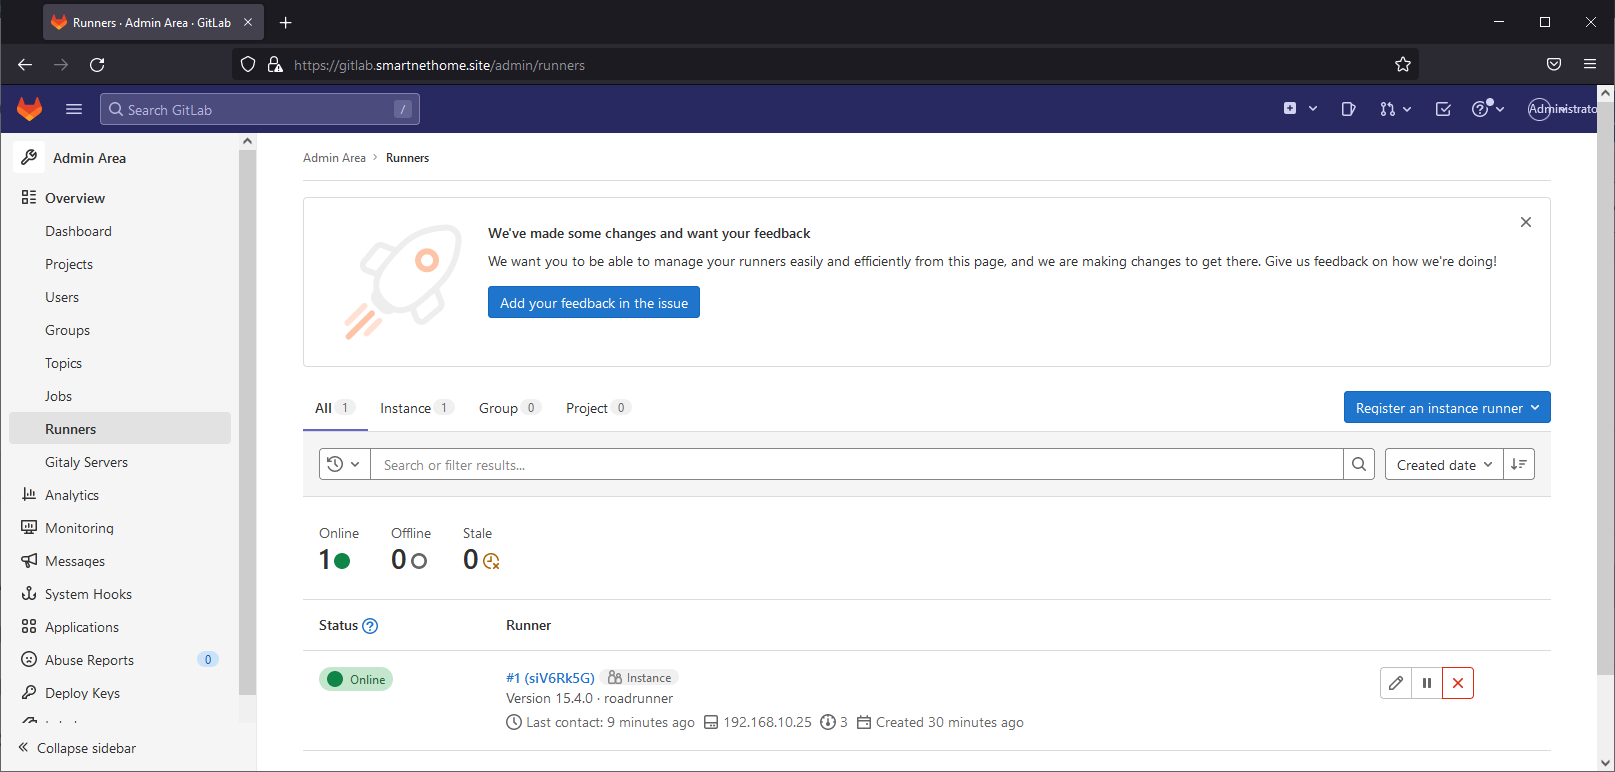 Runners · Admin Area · GitLab
https://gitlab.smartnethome.site/admin/runners
Search GitLab /
Administrato
Admin Area
Overview
Dashboard
Projects
Users
Groups
Topics
Jobs
Runners
Gitaly Servers
Analytics
Monitoring
Messages
System Hooks
Applications
Abuse Reports 0
Deploy Keys
Collapse sidebar
Admin Area > Runners
We've made some changes and want your feedback
We want you to be able to manage your runners easily and efficiently from this page, and we are making changes to get there. Give us feedback on how we're doing!
Add your feedback in the issue
All 1 Instance 1 Group 0 Project 0
Register an instance runner
Search or filter results...
Created date
Online Offline Stale
1 0 0
Status Runner
Online
#1 (siV6Rk5G) Instance
Version 15.4.0 · roadrunner
Last contact: 9 minutes ago 192.168.10.25 3 Created 30 minutes ago